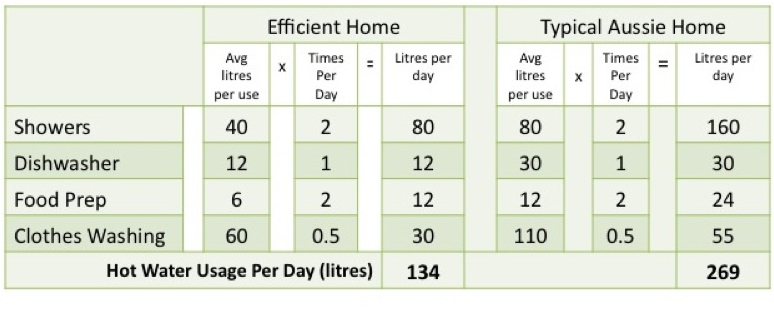 Efficient Home Typical Aussie Home
Avg litres per use x Times Per Day = Litres per day Avg litres per use x Times Per Day = Litres per day
Showers 40 2 80 80 2 160
Dishwasher 12 1 12 30 1 30
Food Prep 6 2 12 12 2 24
Clothes Washing 60 0.5 30 110 0.5 55
Hot Water Usage Per Day (litres) 134 269